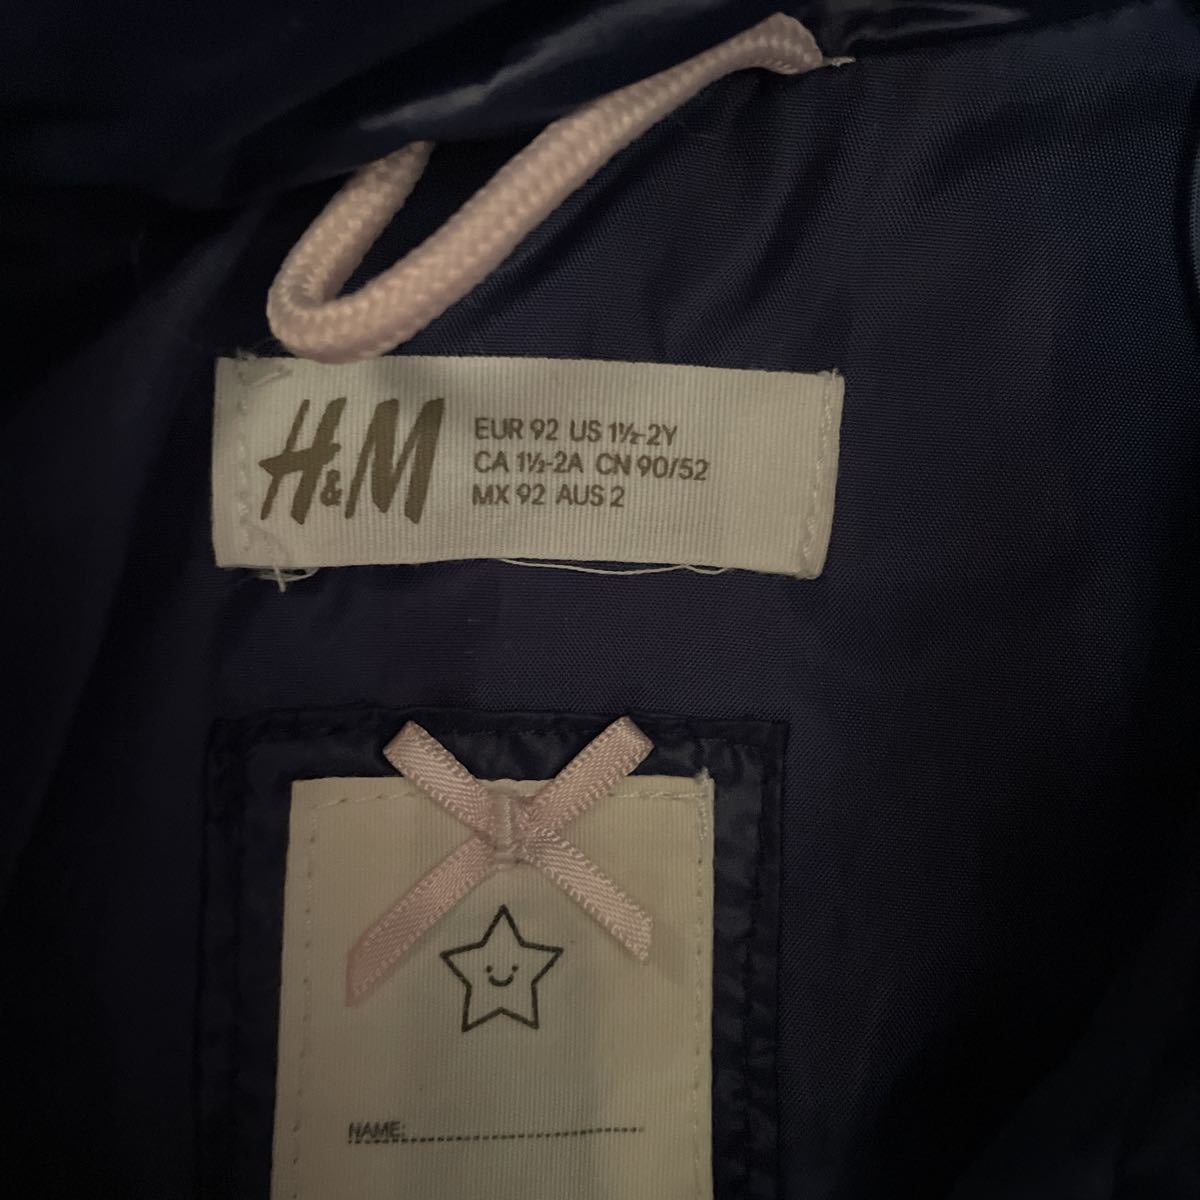 H&M
EUR 92 US 1½-2Y
CA 1½-2A CN 90/52
MX 92 AUS 2
NAME: